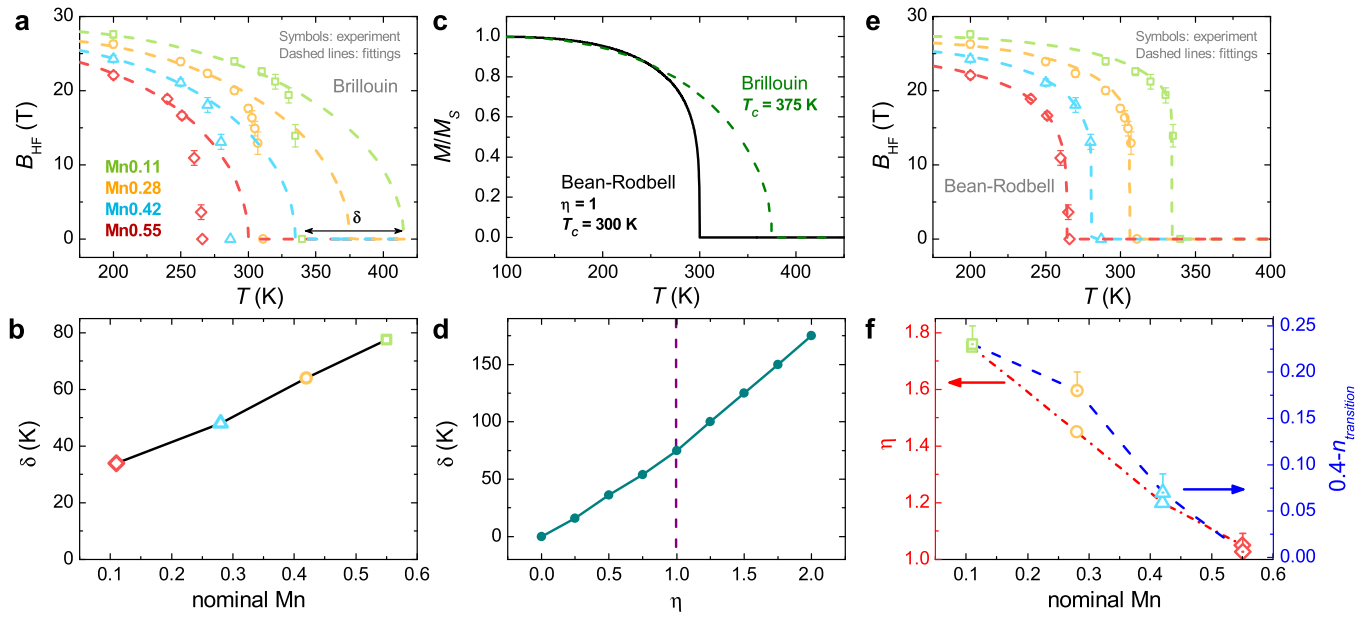 a
30
20
10
0
B_HF (T)
Symbols: experiment
Dashed lines: fittings
Brillouin
Mn0.11
Mn0.28
Mn0.42
Mn0.55
δ
200 250 300 350 400
T (K)
c
1.0
0.8
0.6
0.4
0.2
0.0
M/M_S
Brillouin
T_C = 375 K
Bean-Rodbell
η = 1
T_C = 300 K
100 200 300 400
T (K)
e
30
20
10
0
B_HF (T)
Symbols: experiment
Dashed lines: fittings
Bean-Rodbell
200 250 300 350 400
T (K)
b
80
60
40
20
0
δ (K)
0.1 0.2 0.3 0.4 0.5 0.6
nominal Mn
d
150
125
75
50
25
0
δ (K)
0.0 0.5 1.0 1.5 2.0
η
f
1.8
1.6
1.4
1.2
1.0
η
0.25
0.20
0.15
0.10
0.05
0.00
0.4-n_transition
0.1 0.2 0.3 0.4 0.5 0.6
nominal Mn